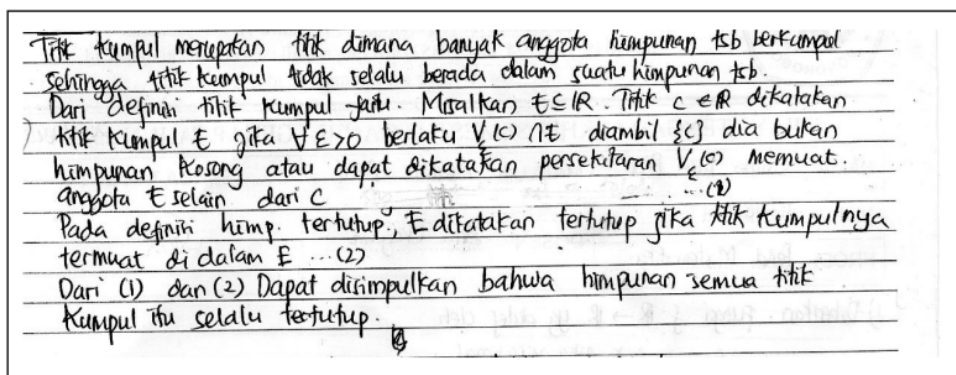 Titik kumpul merupakan titik dimana banyak anggota himpunan tsb berkumpul
sehingga titik kumpul tidak selalu berada dalam suatu himpunan tsb.
Dari definisi titik kumpul yaitu. Misalkan E⊆ℝ. Titik c ∈ ℝ dikatakan
titik kumpul E jika ∀ε>0 berlaku Vε(c) ∩ E diambil {c} dia bukan
himpunan kosong atau dapat dikatakan persekitaran Vε(c) memuat.
anggota E selain dari c ...(1)
Pada definisi himp. tertutup, E dikatakan tertutup jika titik kumpulnya
termuat di dalam E ...(2)
Dari (1) dan (2) Dapat disimpulkan bahwa himpunan semua titik
kumpul itu selalu tertutup.